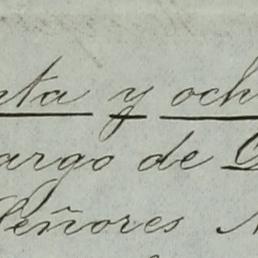 nta y och
argo de
Señores